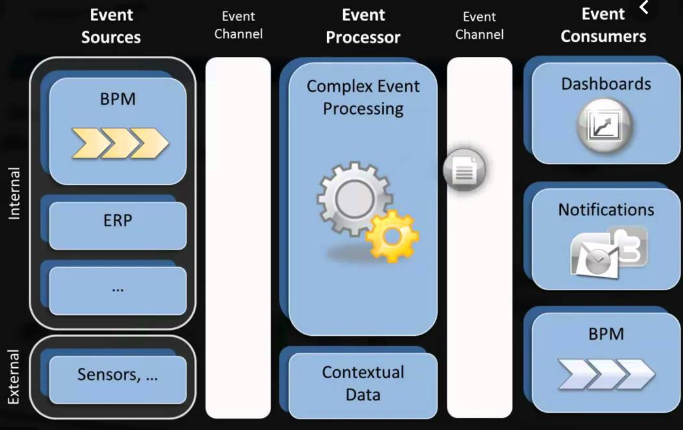 Event
Sources
Event
Channel
Event
Processor
Event
Channel
Event
Consumers
Internal
BPM
ERP
...
External
Sensors, ...
Complex Event
Processing
Contextual
Data
Dashboards
Notifications
BPM